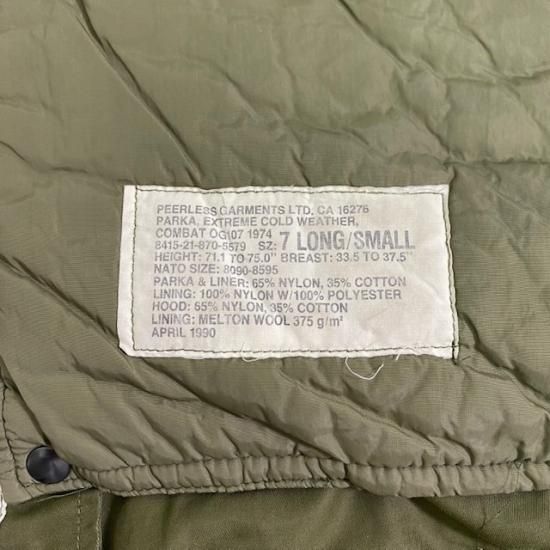 PEERLESS GARMENTS LTD, CA 16276
PARKA, EXTREME COLD WEATHER,
COMBAT OG107 1974
8415-21-870-5579 SZ: 7 LONG/SMALL
HEIGHT: 71.1 TO 75.0" BREAST: 33.5 TO 37.5"
NATO SIZE: 8090-8595
PARKA & LINER: 65% NYLON, 35% COTTON
LINING: 100% NYLON W/100% POLYESTER
HOOD: 65% NYLON, 35% COTTON
LINING: MELTON WOOL 375 g/m²
APRIL 1990